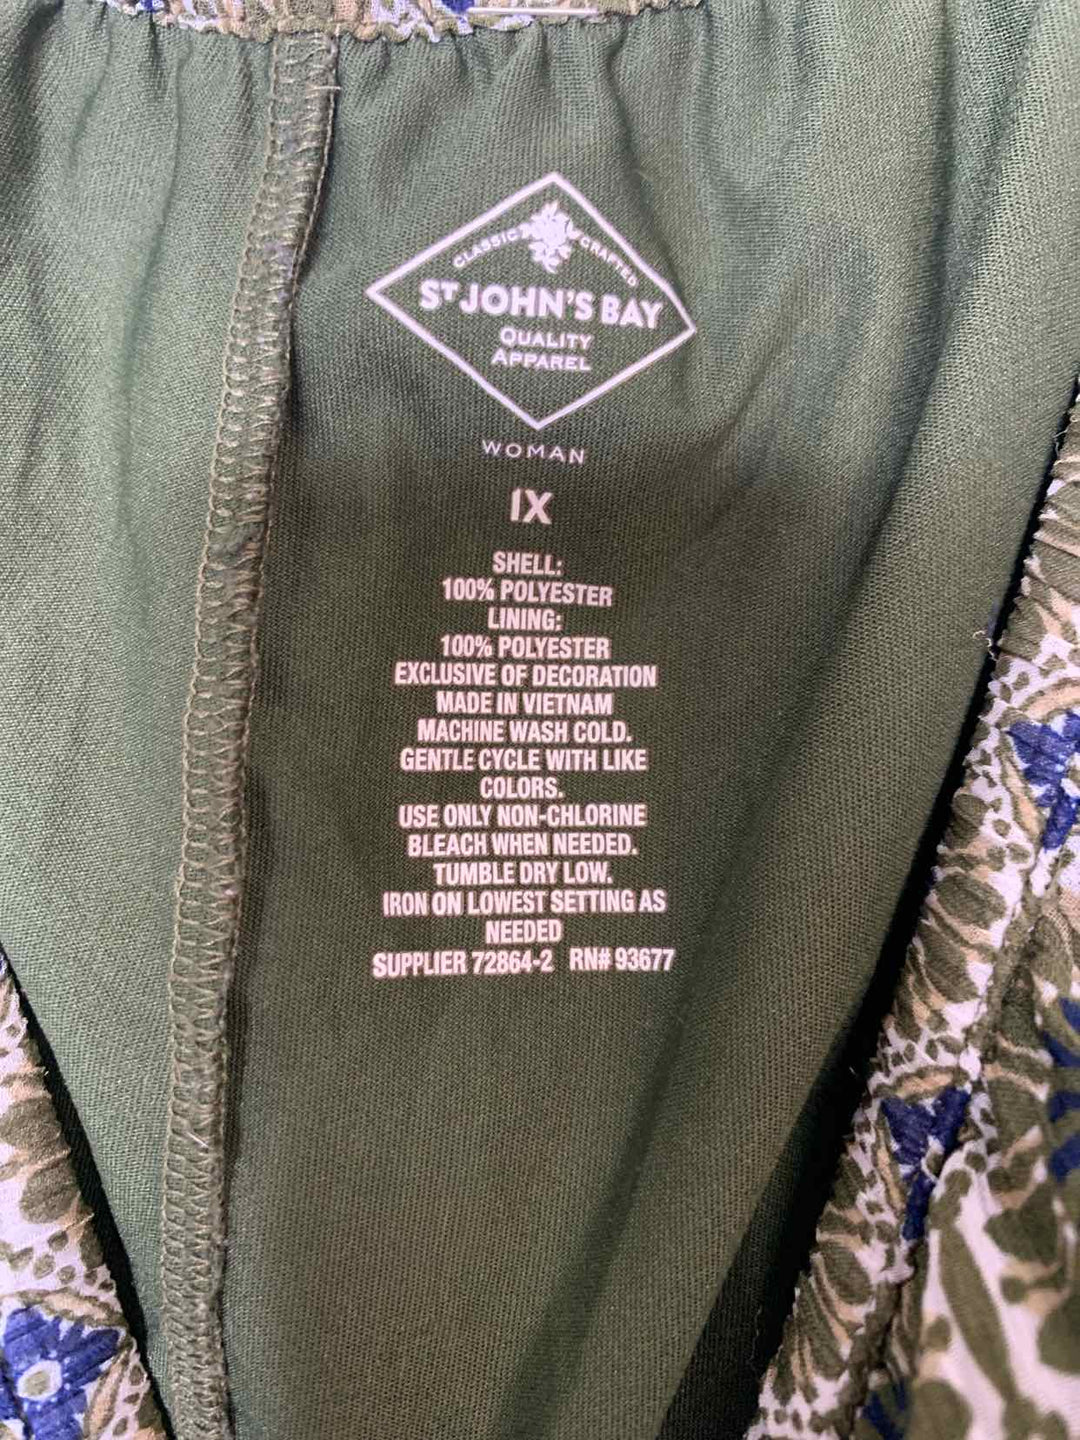 CLASSIC CRAFTED
ST JOHN'S BAY
QUALITY
APPAREL
WOMAN
1X
SHELL:
100% POLYESTER
LINING:
100% POLYESTER
EXCLUSIVE OF DECORATION
MADE IN VIETNAM
MACHINE WASH COLD.
GENTLE CYCLE WITH LIKE
COLORS.
USE ONLY NON-CHLORINE
BLEACH WHEN NEEDED.
TUMBLE DRY LOW.
IRON ON LOWEST SETTING AS
NEEDED
SUPPLIER 72864-2 RN# 93677